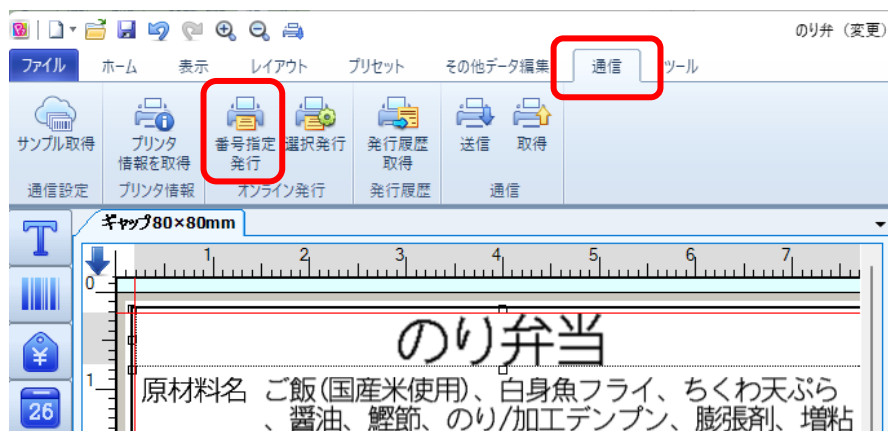 のり弁（変更）
ファイル ホーム 表示 レイアウト プリセット その他データ編集 通信 ツール
サンプル取得 プリンタ 番号指定 選択発行 発行履歴 送信 取得
情報を取得 発行 取得
通信設定 プリンタ情報 オンライン発行 発行履歴 通信
ギャップ80×80mm
1 2 3 4 5 6 7
0
のり弁当
1
原材料名 ご飯(国産米使用)、白身魚フライ、ちくわ天ぷら
、醤油、鰹節、のり/加工デンプン、膨張剤、増粘
T
¥
26